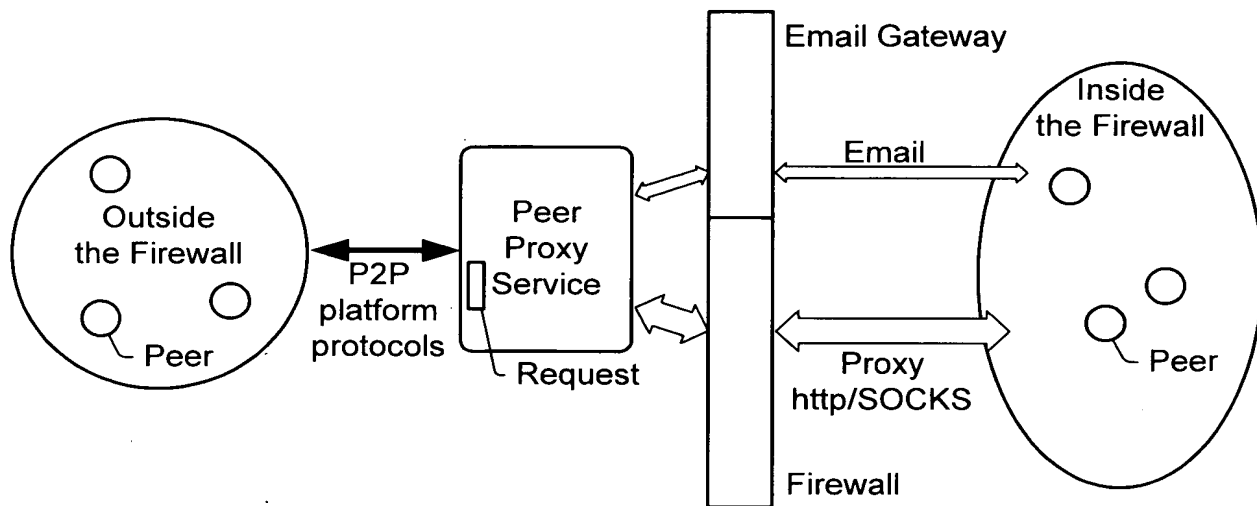 Email Gateway
Inside
the Firewall
Email
Outside
the Firewall
Peer
Proxy
Service
P2P
platform
protocols
Peer
Request
Proxy
http/SOCKS
Peer
Firewall